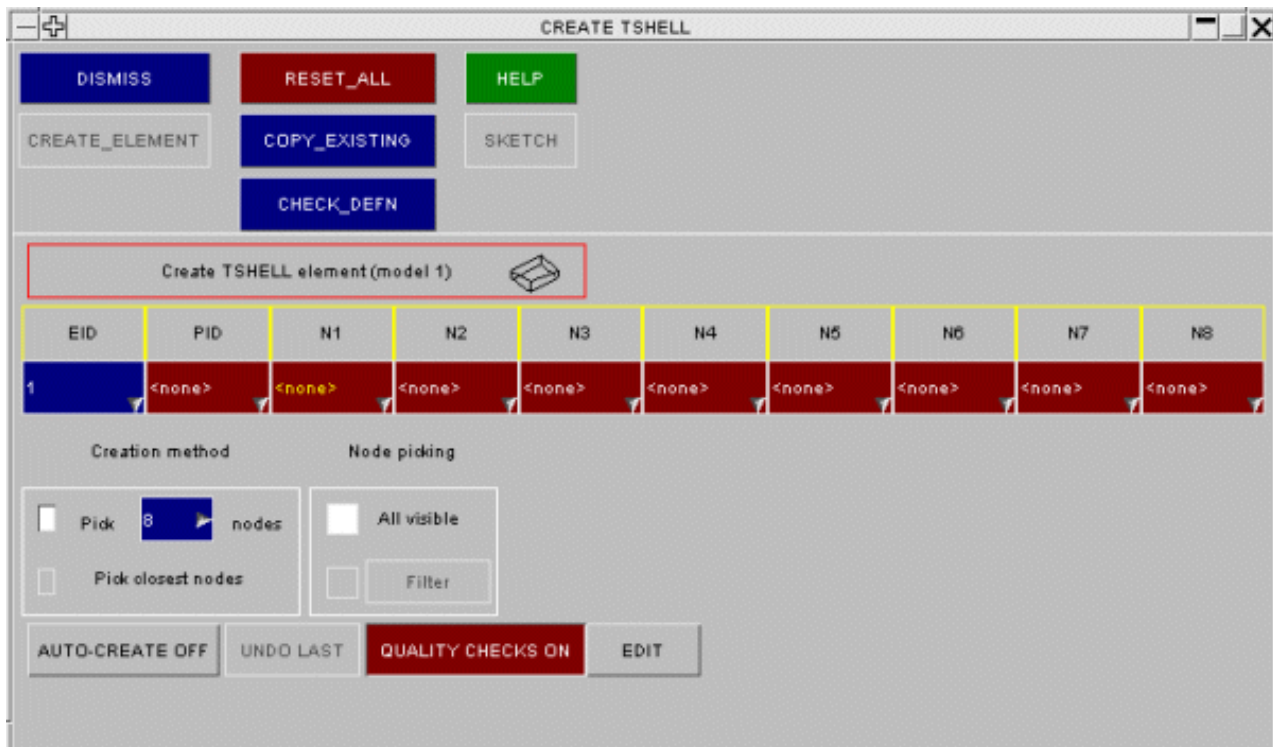 CREATE TSHELL
DISMISS RESET_ALL HELP
CREATE_ELEMENT COPY_EXISTING SKETCH
CHECK_DEFN
Create TSHELL element (model 1)
EID PID N1 N2 N3 N4 N5 N6 N7 N8
1 <none> <none> <none> <none> <none> <none> <none> <none> <none>
Creation method Node picking
Pick 8 nodes All visible
Pick closest nodes Filter
AUTO-CREATE OFF UNDO LAST QUALITY CHECKS ON EDIT